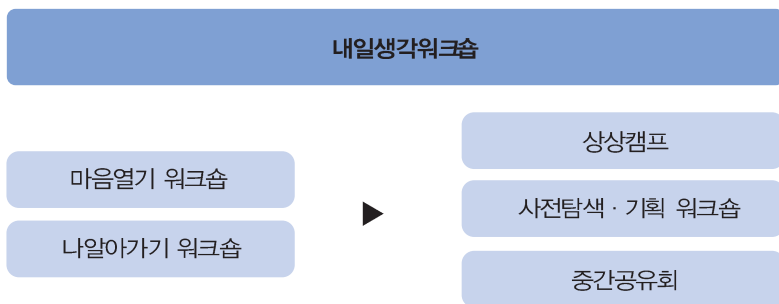 내일생각워크숍
마음열기 워크숍
나알아가기 워크숍
▶
상상캠프
사전탐색 · 기획 워크숍
중간공유회